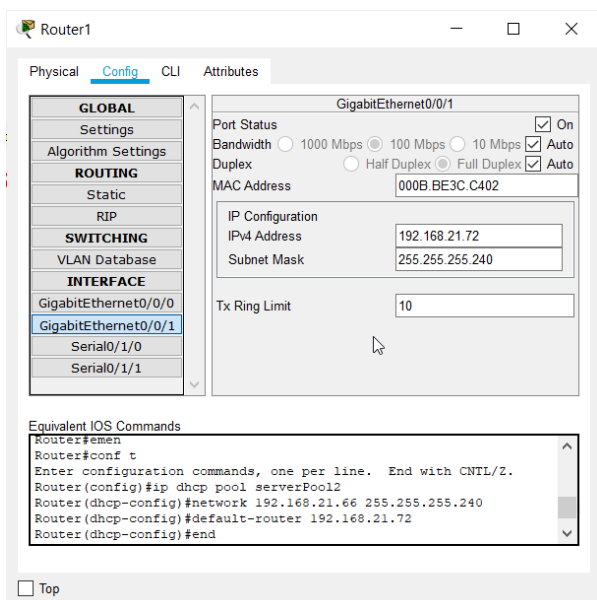 Router1
Physical Config CLI Attributes
GLOBAL
Settings
Algorithm Settings
ROUTING
Static
RIP
SWITCHING
VLAN Database
INTERFACE
GigabitEthernet0/0/0
GigabitEthernet0/0/1
Serial0/1/0
Serial0/1/1
GigabitEthernet0/0/1
Port Status On
Bandwidth 1000 Mbps 100 Mbps 10 Mbps Auto
Duplex Half Duplex Full Duplex Auto
MAC Address 000B.BE3C.C402
IP Configuration
IPv4 Address 192.168.21.72
Subnet Mask 255.255.255.240
Tx Ring Limit 10
Equivalent IOS Commands
Router#emen
Router#conf t
Enter configuration commands, one per line. End with CNTL/Z.
Router(config)#ip dhcp pool serverPool2
Router(dhcp-config)#network 192.168.21.66 255.255.255.240
Router(dhcp-config)#default-router 192.168.21.72
Router(dhcp-config)#end
Top